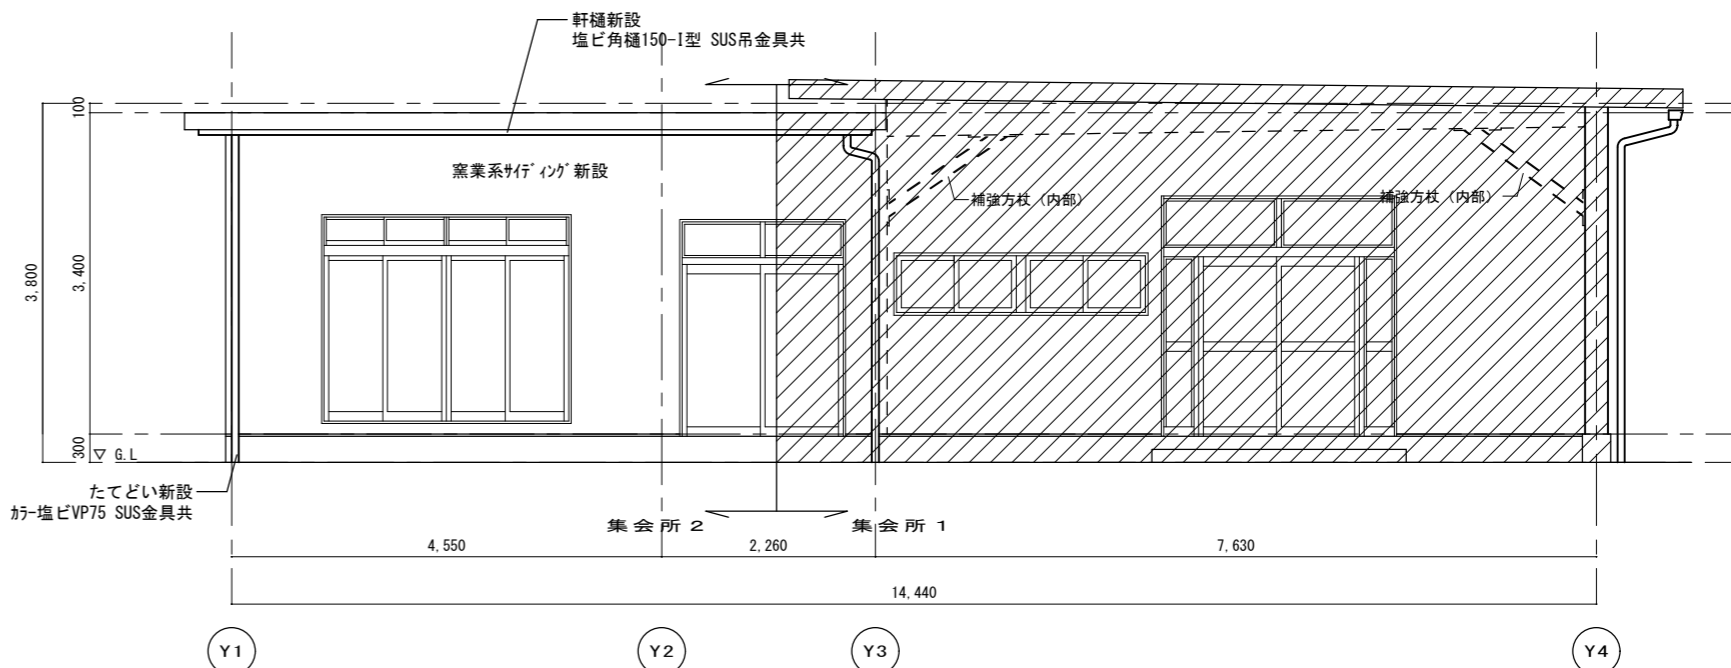 軒樋新設
塩ビ角樋150-I型 SUS吊金具共
100
窯業系ｻｲﾃﾞｨﾝｸﾞ新設
補強方杖（内部）
補強方杖（内部）
3,800
3,400
300
▽ G.L
たてどい新設
ｶﾗｰ塩ビVP75 SUS金具共
集会所２
集会所１
4,550
2,260
7,630
14,440
Y1
Y2
Y3
Y4